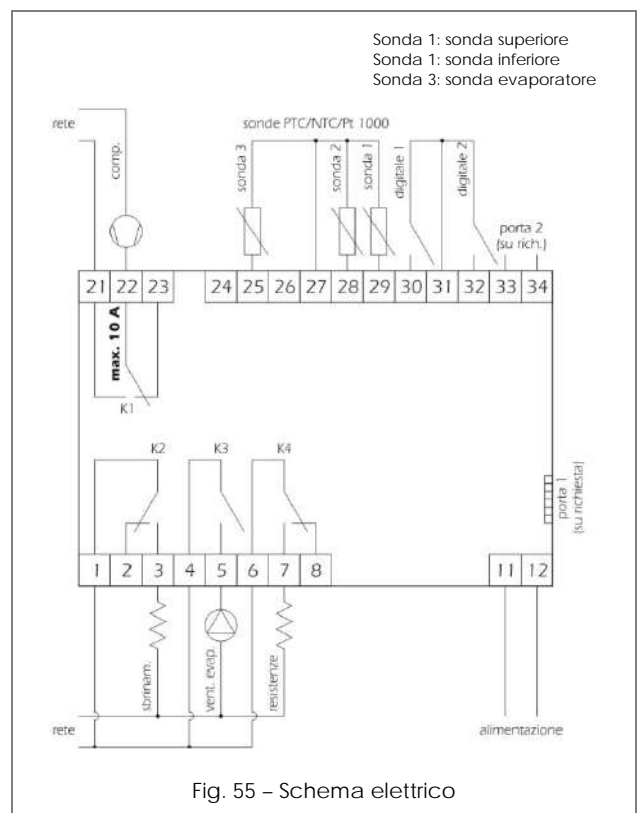 Sonda 1: sonda superiore
Sonda 1: sonda inferiore
Sonda 3: sonda evaporatore
rete
comp.
sonde PTC/NTC/Pt 1000
sonda 3
sonda 2
sonda 1
digitale 1
digitale 2
porta 2
(su rich.)
21 22 23 24 25 26 27 28 29 30 31 32 33 34
max. 10 A
K1
K2 K3 K4
porta 1
(su richiesta)
1 2 3 4 5 6 7 8 11 12
sbrinam.
vent. evap.
resistenze
rete
alimentazione
Fig. 55 – Schema elettrico